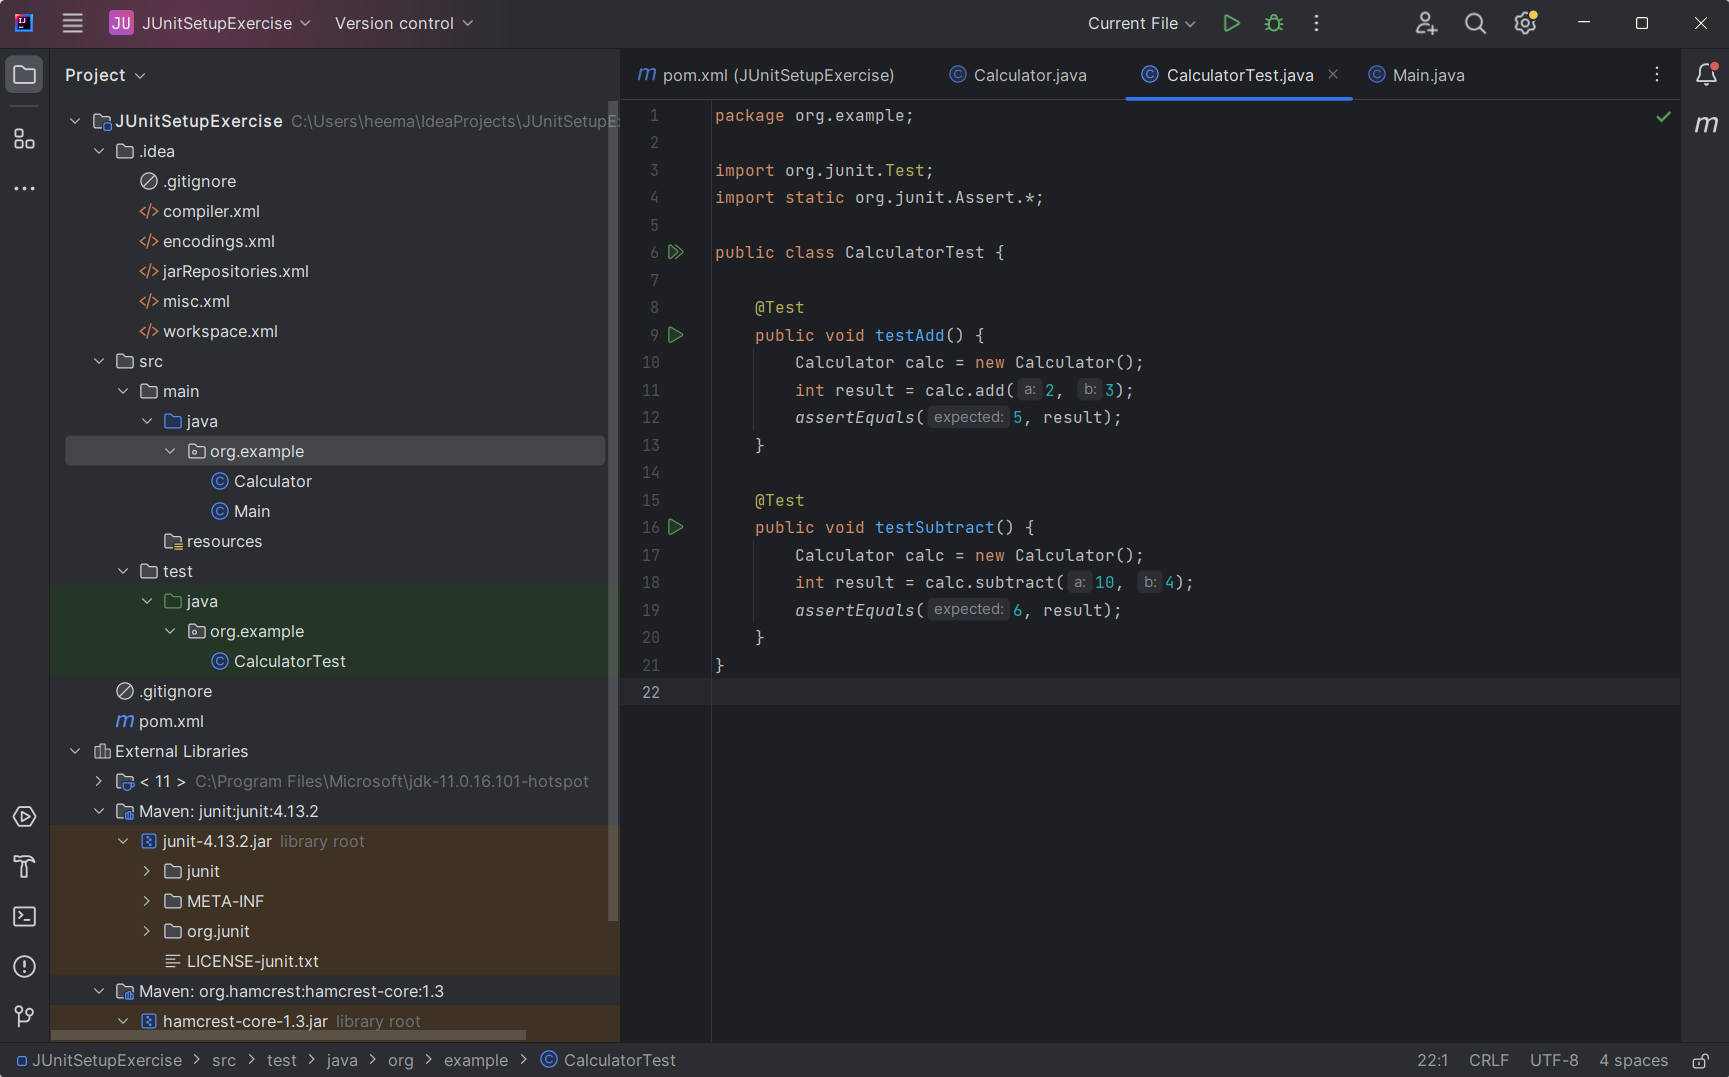 JU JUnitSetupExercise Version control Current File
Project
JUnitSetupExercise C:\Users\heema\IdeaProjects\JUnitSetupE
.idea
.gitignore
</> compiler.xml
</> encodings.xml
</> jarRepositories.xml
</> misc.xml
</> workspace.xml
src
main
java
org.example
Calculator
Main
resources
test
java
org.example
CalculatorTest
.gitignore
m pom.xml
External Libraries
< 11 > C:\Program Files\Microsoft\jdk-11.0.16.101-hotspot
Maven: junit:junit:4.13.2
junit-4.13.2.jar library root
junit
META-INF
org.junit
LICENSE-junit.txt
Maven: org.hamcrest:hamcrest-core:1.3
hamcrest-core-1.3.jar library root
m pom.xml (JUnitSetupExercise) Calculator.java CalculatorTest.java Main.java
1 package org.example;
2
3 import org.junit.Test;
4 import static org.junit.Assert.*;
5
6 public class CalculatorTest {
7
8 @Test
9 public void testAdd() {
10 Calculator calc = new Calculator();
11 int result = calc.add( a: 2, b: 3);
12 assertEquals( expected: 5, result);
13 }
14
15 @Test
16 public void testSubtract() {
17 Calculator calc = new Calculator();
18 int result = calc.subtract( a: 10, b: 4);
19 assertEquals( expected: 6, result);
20 }
21 }
22
m
JUnitSetupExercise > src > test > java > org > example > CalculatorTest 22:1 CRLF UTF-8 4 spaces